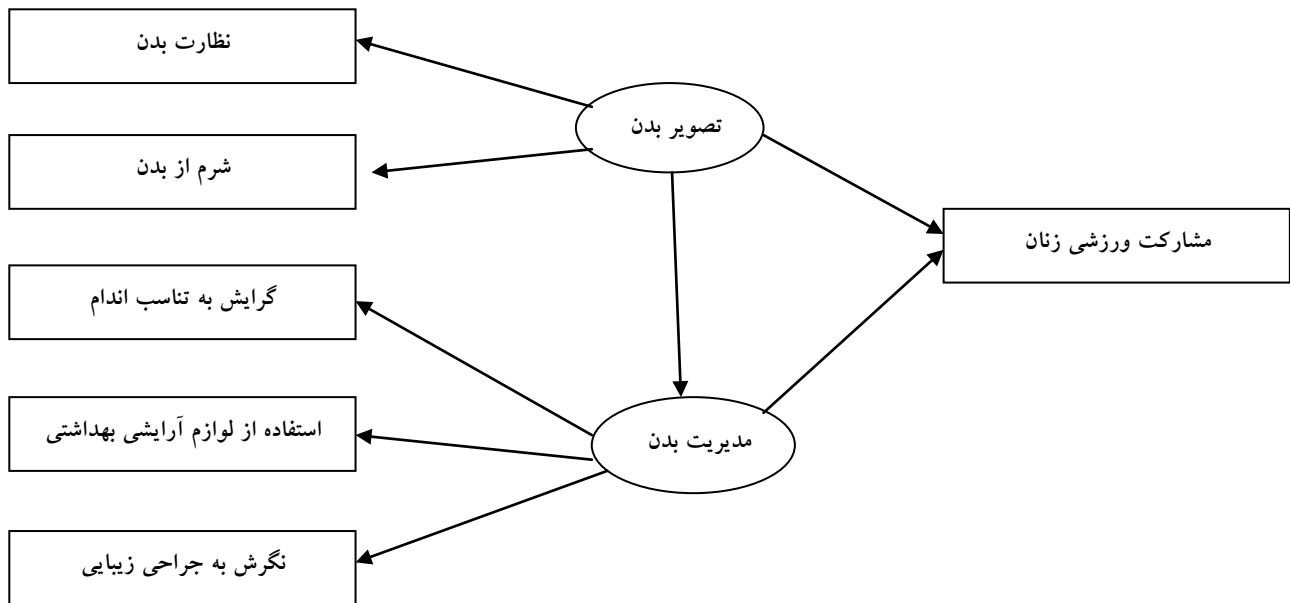 نظارت بدن
تصویر بدن
شرم از بدن
مشارکت ورزشی زنان
گرایش به تناسب اندام
استفاده از لوازم آرایشی بهداشتی
مدیریت بدن
نگرش به جراحی زیبایی